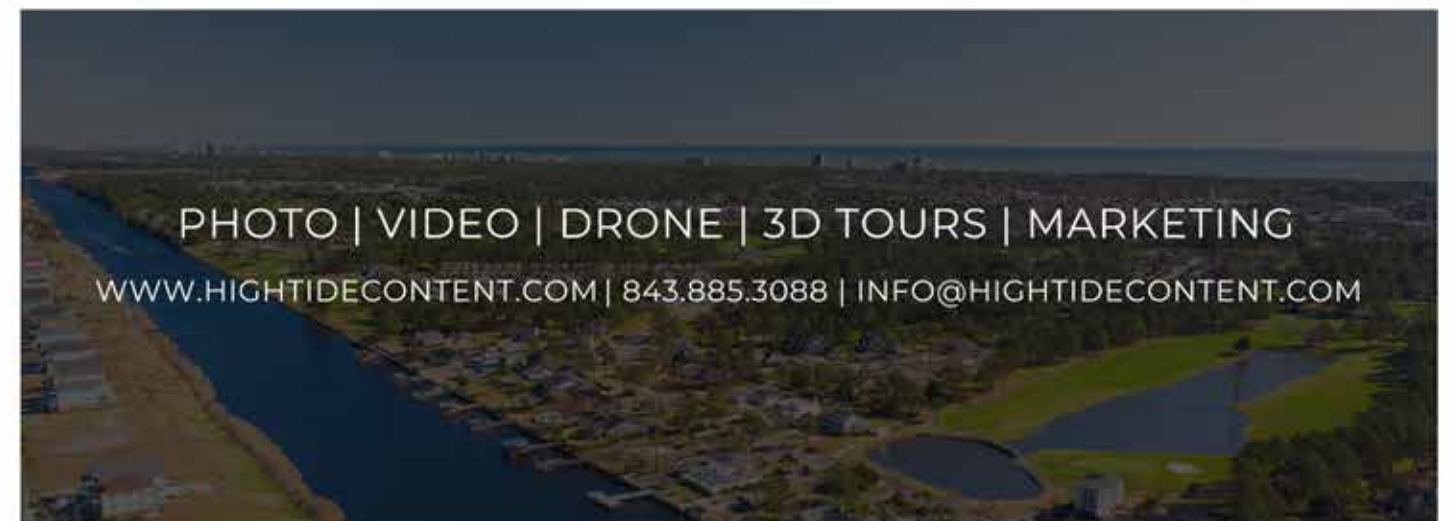 PHOTO | VIDEO | DRONE | 3D TOURS | MARKETING
WWW.HIGHTIDECONTENT.COM | 843.885.3088 | INFO@HIGHTIDECONTENT.COM